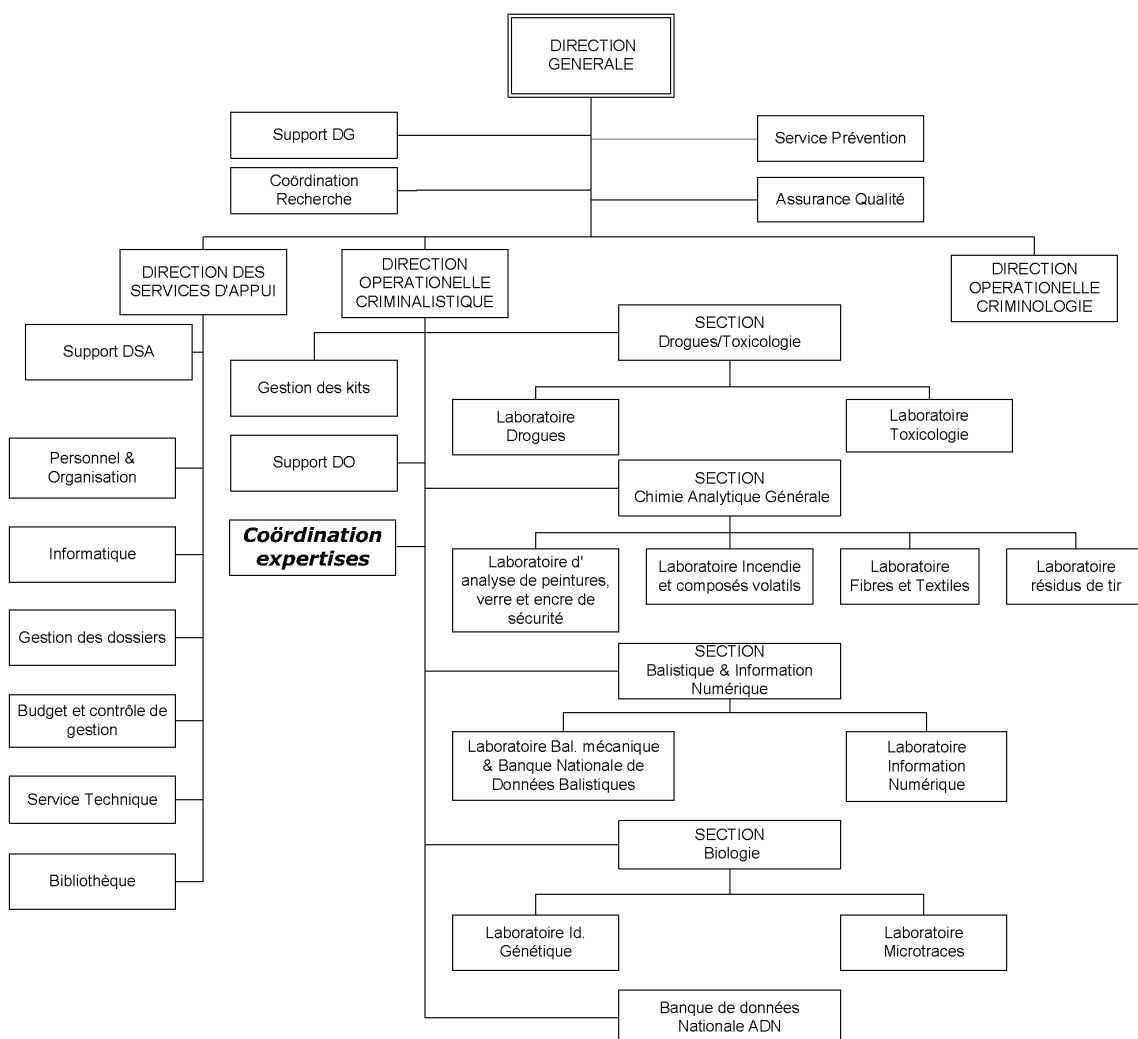 DIRECTION
GENERALE
Support DG
Service Prévention
Coördination
Recherche
Assurance Qualité
DIRECTION DES
SERVICES D'APPUI
DIRECTION
OPERATIONELLE
CRIMINALISTIQUE
DIRECTION
OPERATIONELLE
CRIMINOLOGIE
Support DSA
Personnel &
Organisation
Informatique
Gestion des dossiers
Budget et contrôle de
gestion
Service Technique
Bibliothèque
Gestion des kits
Support DO
Coördination
expertises
SECTION
Drogues/Toxicologie
Laboratoire
Drogues
Laboratoire
Toxicologie
SECTION
Chimie Analytique Générale
Laboratoire d'
analyse de peintures,
verre et encre de
sécurité
Laboratoire Incendie
et composés volatils
Laboratoire
Fibres et Textiles
Laboratoire
résidus de tir
SECTION
Balistique & Information
Numérique
Laboratoire Bal. mécanique
& Banque Nationale de
Données Balistiques
Laboratoire
Information
Numérique
SECTION
Biologie
Laboratoire Id.
Génétique
Laboratoire
Microtraces
Banque de données
Nationale ADN